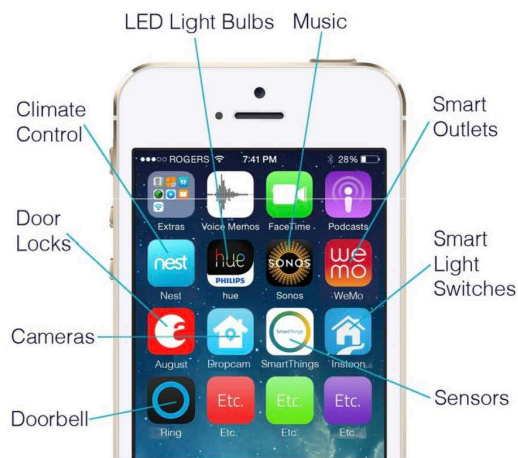 LED Light Bulbs Music
Climate
Control
Smart
Outlets
ROGERS 7:41 PM 28%
Extras Voice Memos FaceTime Podcasts
Door
Locks
nest hue PHILIPS SONOS we mo
Nest hue Sonos WeMo
Smart
Light
Switches
Cameras
a SmartThings
August Dropcam SmartThings Insteon
Sensors
Doorbell
Etc. Etc. Etc.
Ring Etc. Etc. Etc.